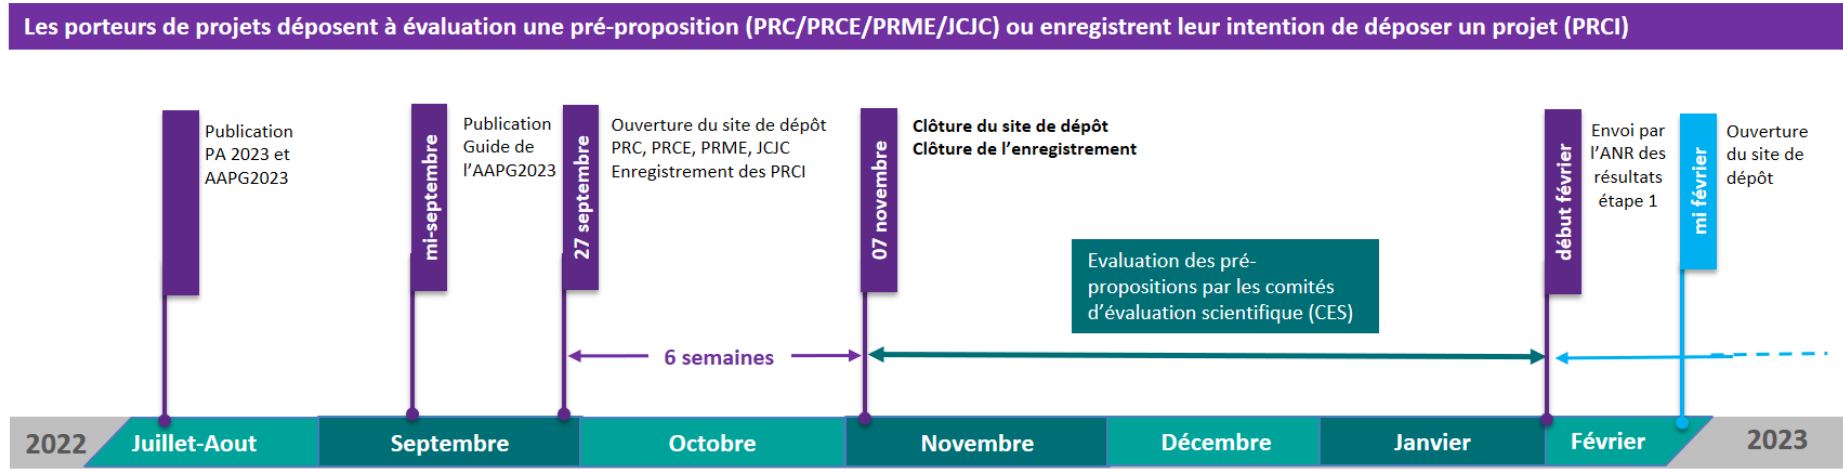 Les porteurs de projets déposent à évaluation une pré-proposition (PRC/PRCE/PRME/JCJC) ou enregistrent leur intention de déposer un projet (PRCI)
Publication
PA 2023 et
AAPG2023
mi-septembre
Publication
Guide de
l’AAPG2023
27 septembre
Ouverture du site de dépôt
PRC, PRCE, PRME, JCJC
Enregistrement des PRCI
07 novembre
Clôture du site de dépôt
Clôture de l’enregistrement
début février
Envoi par
l’ANR des
résultats
étape 1
mi février
Ouverture
du site de
dépôt
Evaluation des pré-
propositions par les comités
d’évaluation scientifique (CES)
6 semaines
2022
Juillet-Aout
Septembre
Octobre
Novembre
Décembre
Janvier
Février
2023